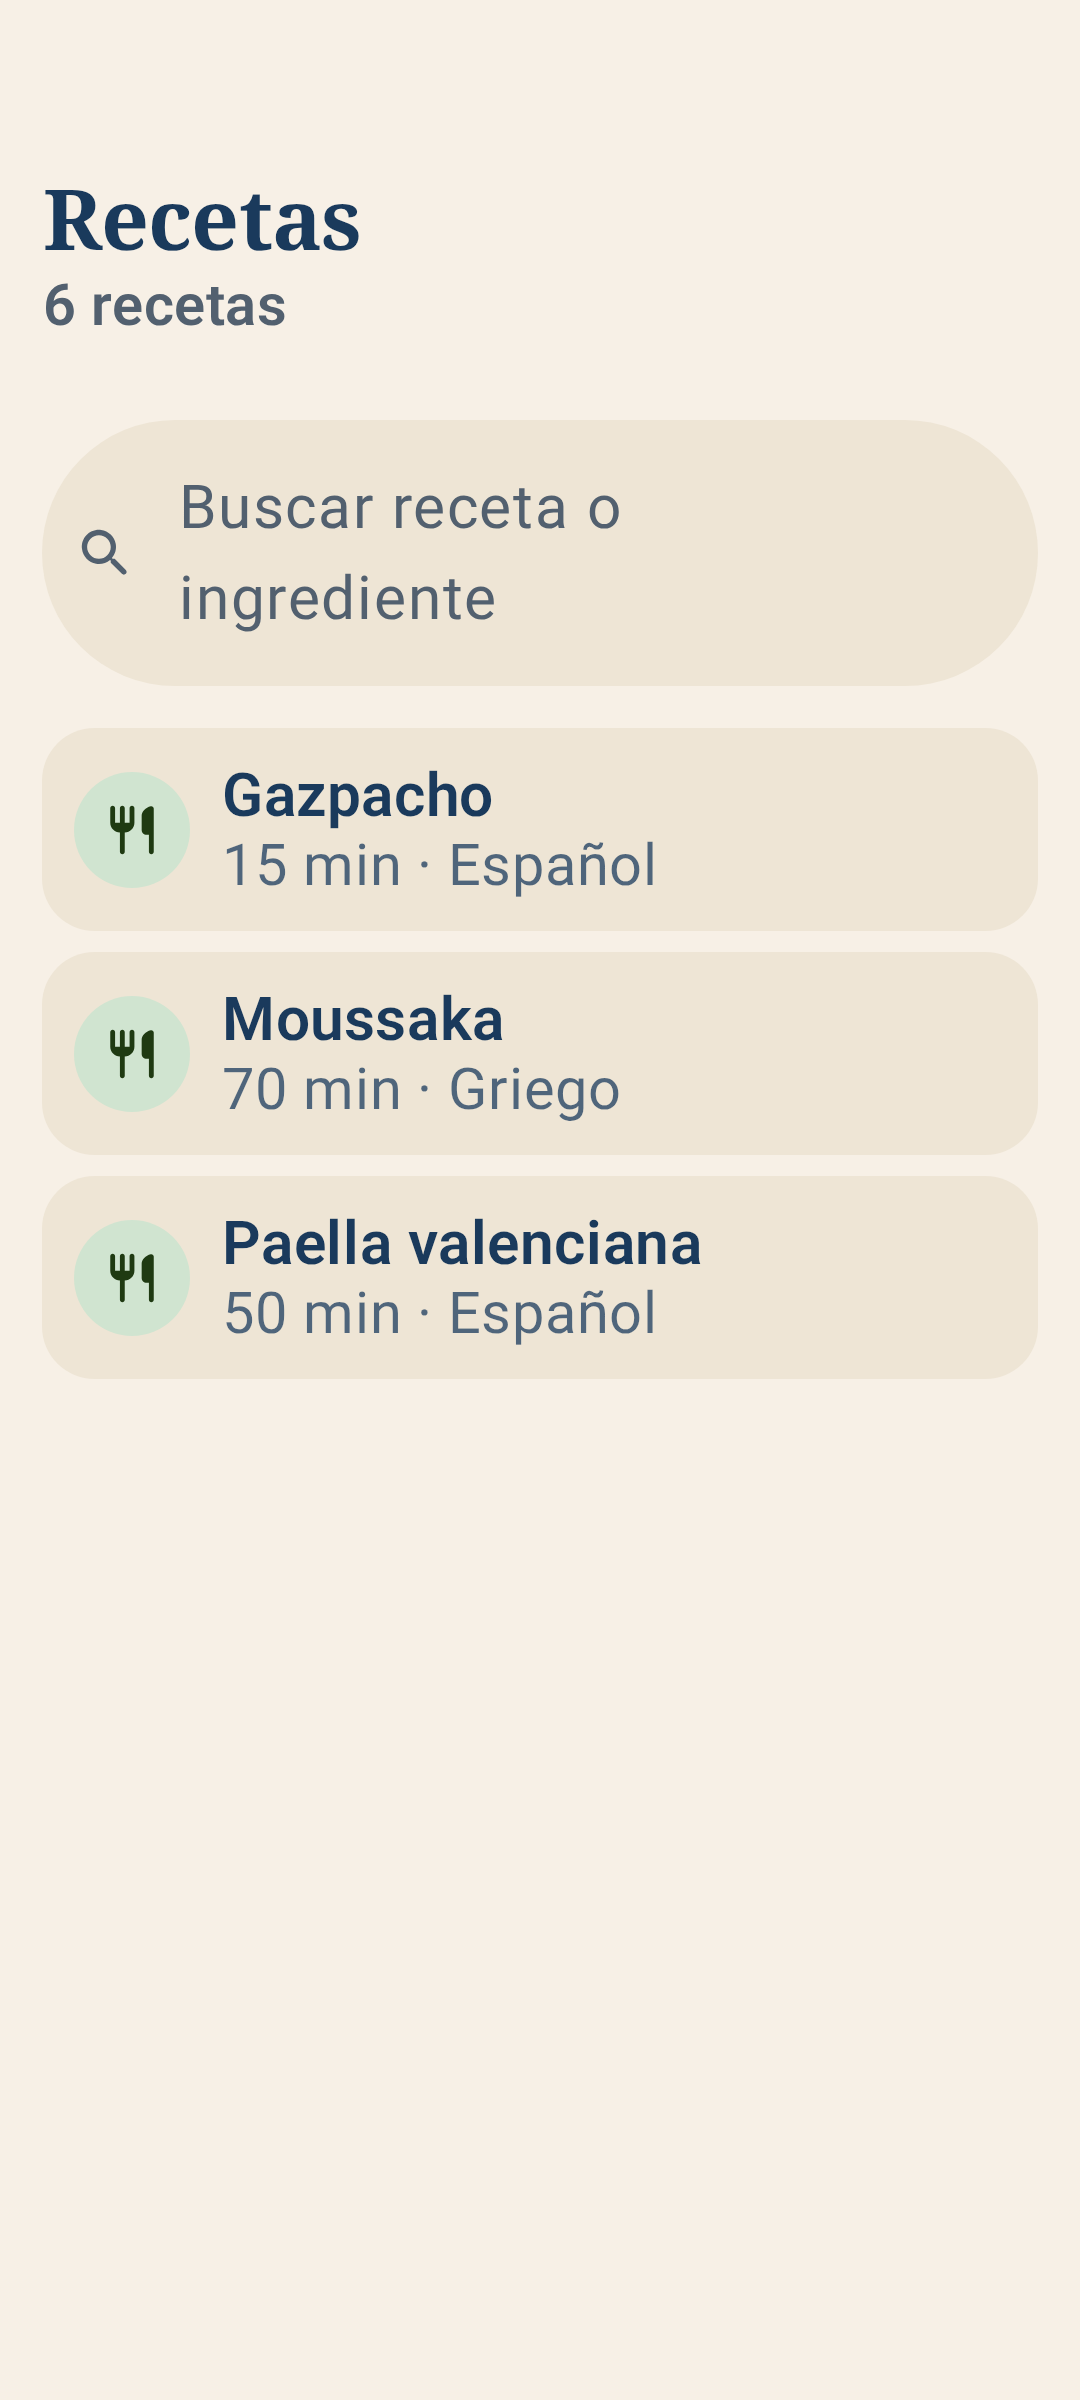 Recetas
6 recetas
Buscar receta o
ingrediente
Gazpacho
15 min · Español
Moussaka
70 min · Griego
Paella valenciana
50 min · Español